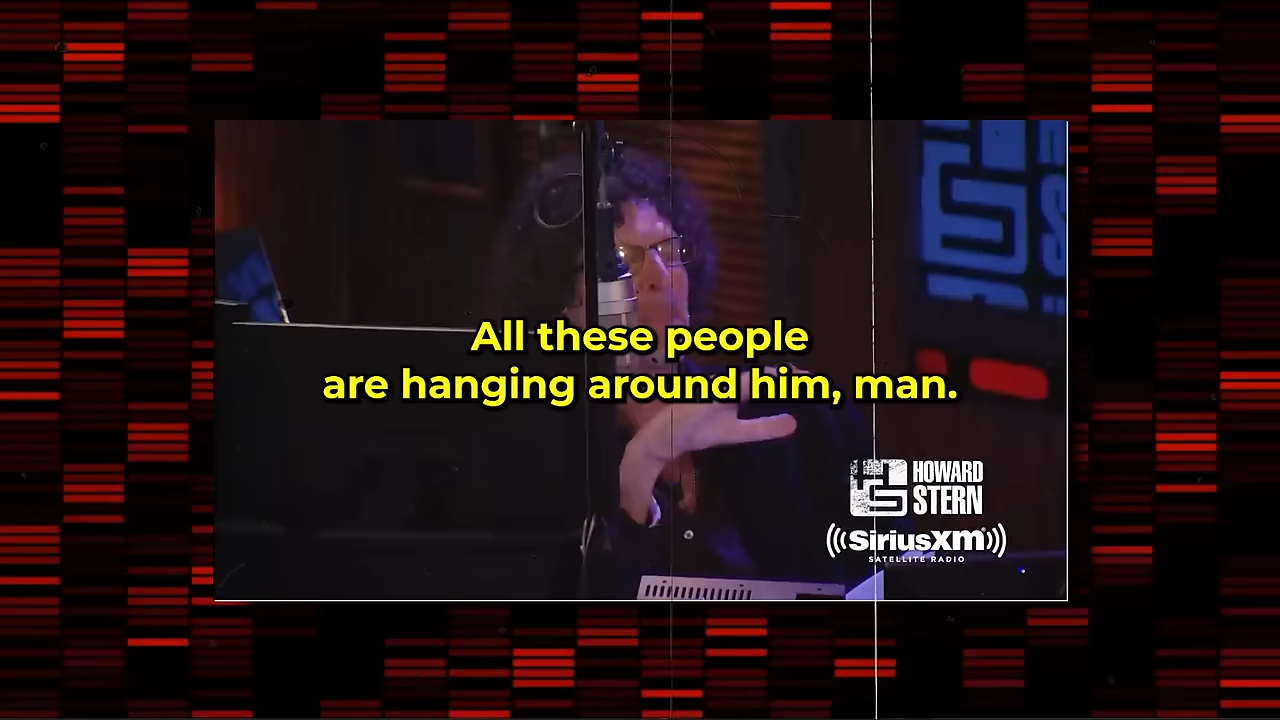 All these people
are hanging around him, man.
HOWARD
STERN
SiriusXM
SATELLITE RADIO